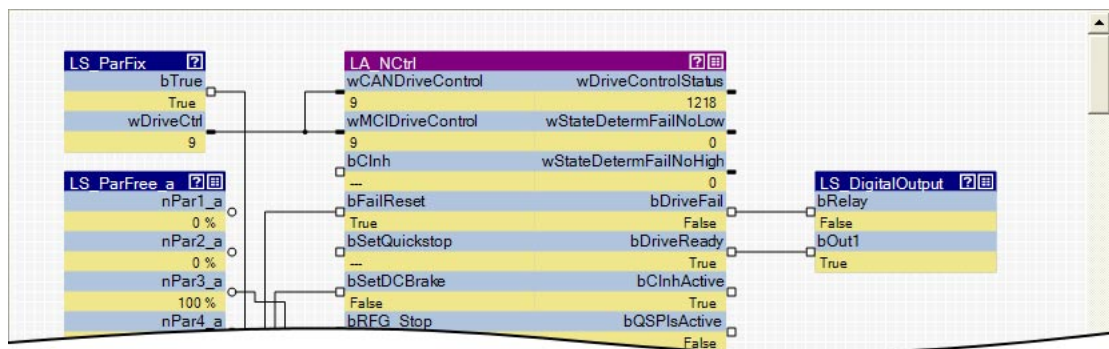 LS_ParFix
bTrue
True
wDriveCtrl
9
LS_ParFree_a
nPar1_a
0 %
nPar2_a
0 %
nPar3_a
100 %
nPar4_a
LA_NCtrl
wCANDriveControl wDriveControlStatus
9 1218
wMCIDriveControl wStateDetermFailNoLow
9 0
bCInh wStateDetermFailNoHigh
--- 0
bFailReset bDriveFail
True False
bSetQuickstop bDriveReady
--- True
bSetDCBrake bCInhActive
False True
bRFG_Stop bQSPIsActive
False
LS_DigitalOutput
bRelay
False
bOut1
True